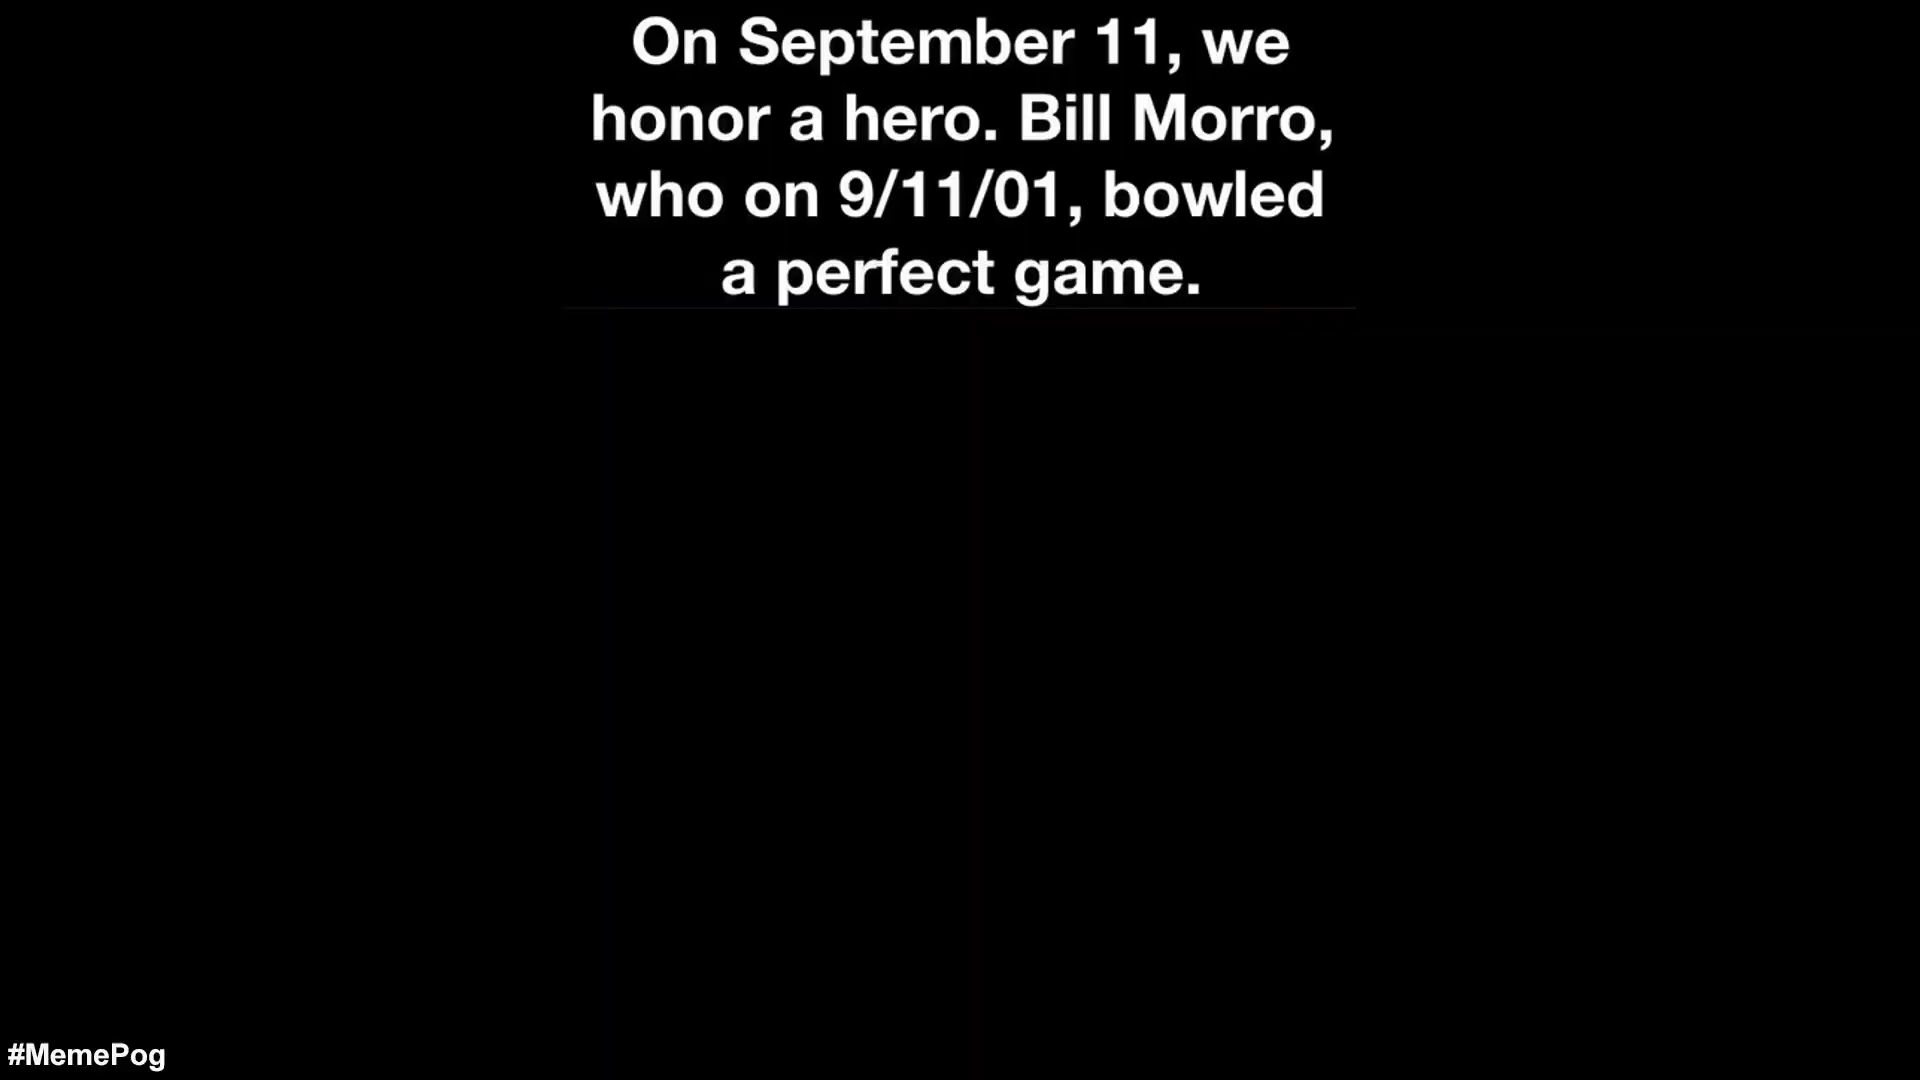 On September 11, we
honor a hero. Bill Morro,
who on 9/11/01, bowled
a perfect game.
#MemePog